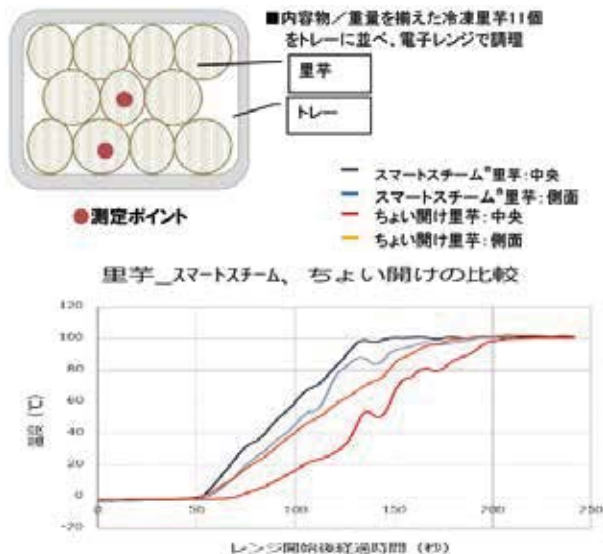 ■内容物／重量を揃えた冷凍里芋11個
をトレーに並べ、電子レンジで調理
里芋
トレー
●測定ポイント
スマートスチーム®里芋：中央
スマートスチーム®里芋：側面
ちょい開け里芋：中央
ちょい開け里芋：側面
里芋_スマートスチーム、ちょい開けの比較
温度（℃）
120
100
80
60
40
20
0
-20
0 50 100 150 200 250
レンジ開始後経過時間（秒）